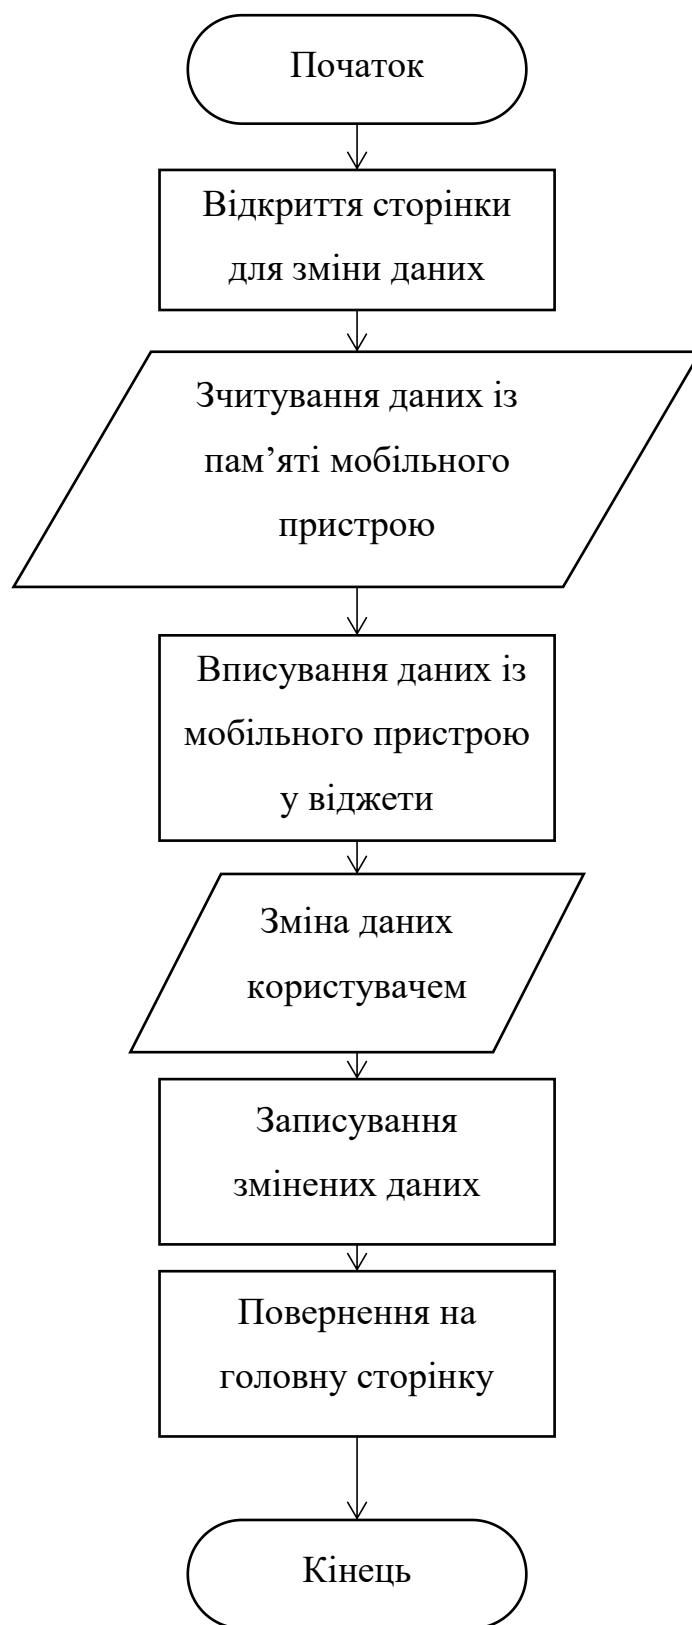 Початок
Відкриття сторінки
для зміни даних
Зчитування даних із
пам’яті мобільного
пристрою
Вписування даних із
мобільного пристрою
у віджети
Зміна даних
користувачем
Записування
змінених даних
Повернення на
головну сторінку
Кінець